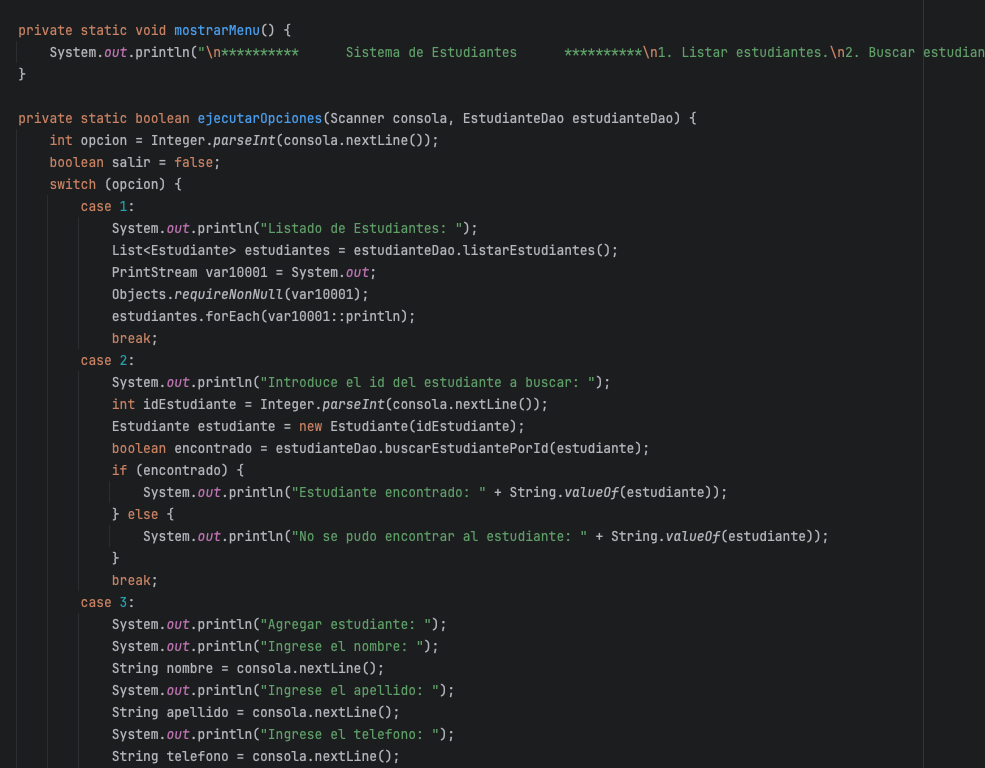 private static void mostrarMenu() {
    System.out.println("\n**********      Sistema de Estudiantes      **********\n1. Listar estudiantes.\n2. Buscar estudian
}

private static boolean ejecutarOpciones(Scanner consola, EstudianteDao estudianteDao) {
    int opcion = Integer.parseInt(consola.nextLine());
    boolean salir = false;
    switch (opcion) {
        case 1:
            System.out.println("Listado de Estudiantes: ");
            List<Estudiante> estudiantes = estudianteDao.listarEstudiantes();
            PrintStream var10001 = System.out;
            Objects.requireNonNull(var10001);
            estudiantes.forEach(var10001::println);
            break;
        case 2:
            System.out.println("Introduce el id del estudiante a buscar: ");
            int idEstudiante = Integer.parseInt(consola.nextLine());
            Estudiante estudiante = new Estudiante(idEstudiante);
            boolean encontrado = estudianteDao.buscarEstudiantePorId(estudiante);
            if (encontrado) {
                System.out.println("Estudiante encontrado: " + String.valueOf(estudiante));
            } else {
                System.out.println("No se pudo encontrar al estudiante: " + String.valueOf(estudiante));
            }
            break;
        case 3:
            System.out.println("Agregar estudiante: ");
            System.out.println("Ingrese el nombre: ");
            String nombre = consola.nextLine();
            System.out.println("Ingrese el apellido: ");
            String apellido = consola.nextLine();
            System.out.println("Ingrese el telefono: ");
            String telefono = consola.nextLine();